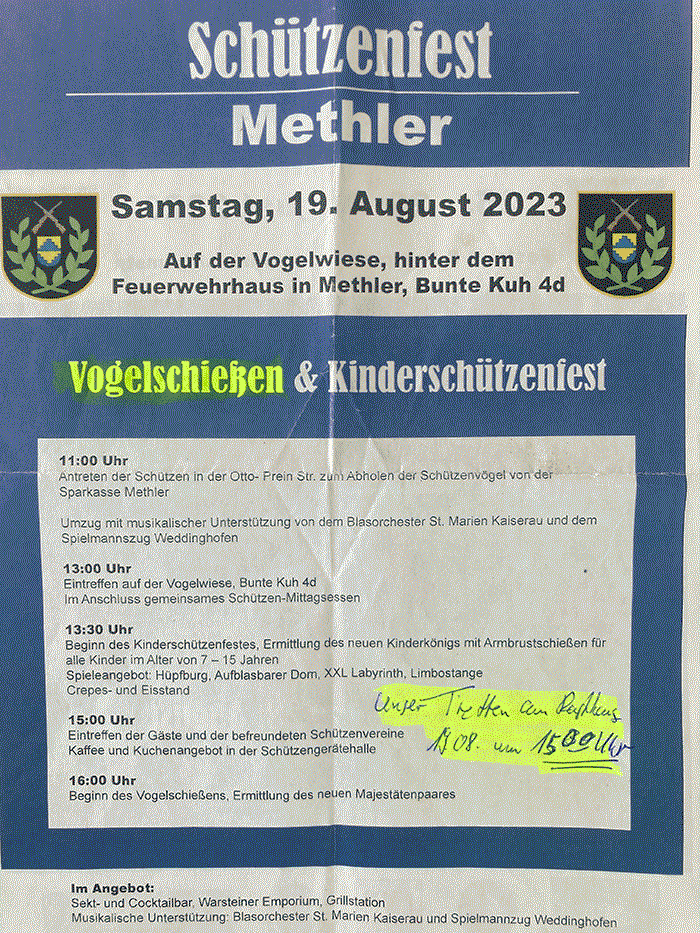 Schützenfest
Methler
Samstag, 19. August 2023
Auf der Vogelwiese, hinter dem
Feuerwehrhaus in Methler, Bunte Kuh 4d
Vogelschießen & Kinderschützenfest
11:00 Uhr
Antreten der Schützen in der Otto- Prein Str. zum Abholen der Schützenvögel von der
Sparkasse Methler
Umzug mit musikalischer Unterstützung von dem Blasorchester St. Marien Kaiserau und dem
Spielmannszug Weddinghofen
13:00 Uhr
Eintreffen auf der Vogelwiese, Bunte Kuh 4d
Im Anschluss gemeinsames Schützen-Mittagsessen
13:30 Uhr
Beginn des Kinderschützenfestes, Ermittlung des neuen Kinderkönigs mit Armbrustschießen für
alle Kinder im Alter von 7 – 15 Jahren
Spieleangebot: Hüpfburg, Aufblasbarer Dom, XXL Labyrinth, Limbostange
Crepes- und Eisstand
Unser Treffen am
15:00 Uhr
Eintreffen der Gäste und der befreundeten Schützenvereine
19 08. um 15 00 Uhr
Kaffee und Kuchenangebot in der Schützengerätehalle
16:00 Uhr
Beginn des Vogelschießens, Ermittlung des neuen Majestätenpaares
Im Angebot:
Sekt- und Cocktailbar, Warsteiner Emporium, Grillstation
Musikalische Unterstützung: Blasorchester St. Marien Kaiserau und Spielmannzug Weddinghofen